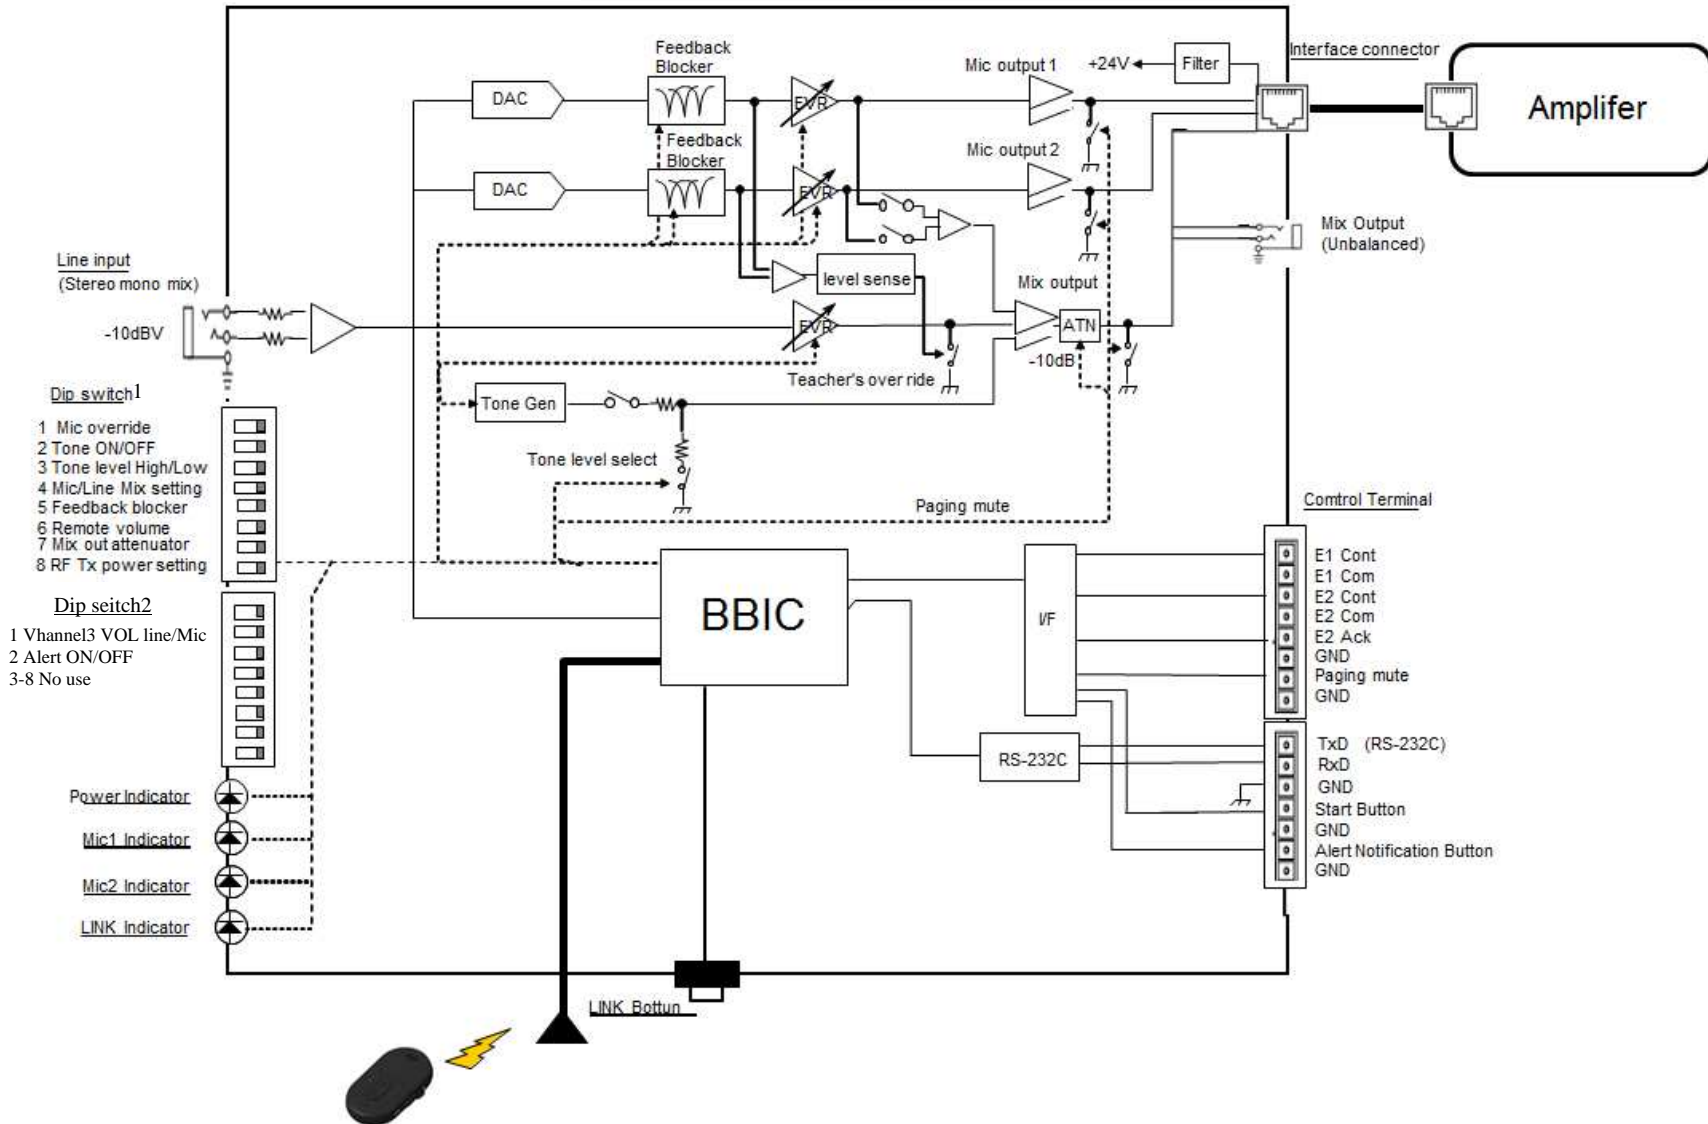 Feedback
Blocker
DAC
EVR
Mic output 1
+24V
Filter
Interface connector
Amplifer
Feedback
Blocker
DAC
EVR
Mic output 2
Mix Output
(Unbalanced)
Line input
(Stereo mono mix)
-10dBV
level sense
Mix output
EVR
ATN
-10dB
Teacher's over ride
Dip switch1
1 Mic override
2 Tone ON/OFF
3 Tone level High/Low
4 Mic/Line Mix setting
5 Feedback blocker
6 Remote volume
7 Mix out attenuator
8 RF Tx power setting
Tone Gen
Tone level select
Paging mute
Dip seitch2
1 Vhannel3 VOL line/Mic
2 Alert ON/OFF
3-8 No use
BBIC
I/F
RS-232C
Comtrol Terminal
E1 Cont
E1 Com
E2 Cont
E2 Com
E2 Ack
GND
Paging mute
GND
TxD (RS-232C)
RxD
GND
Start Button
GND
Alert Notification Button
GND
Power Indicator
Mic1 Indicator
Mic2 Indicator
LINK Indicator
LINK Bottun